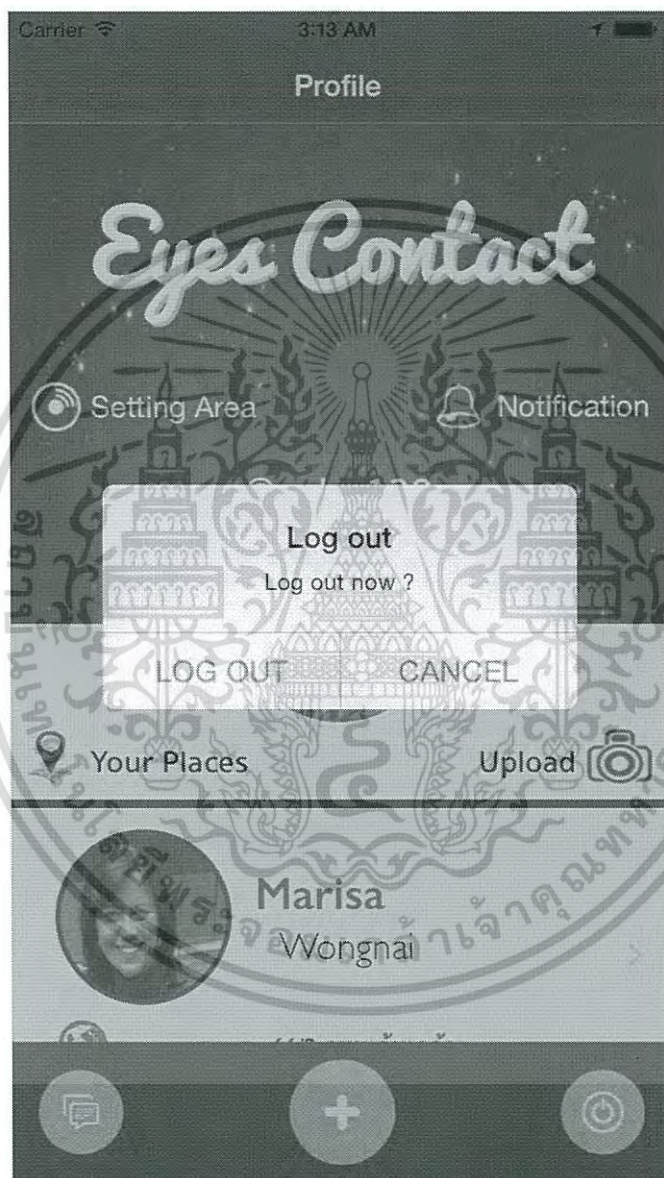 Carrier 3:13 AM
Profile
Eyes Contact
Setting Area Notification
Log out
Log out now ?
LOG OUT CANCEL
Your Places Upload
Marisa
Wongnai